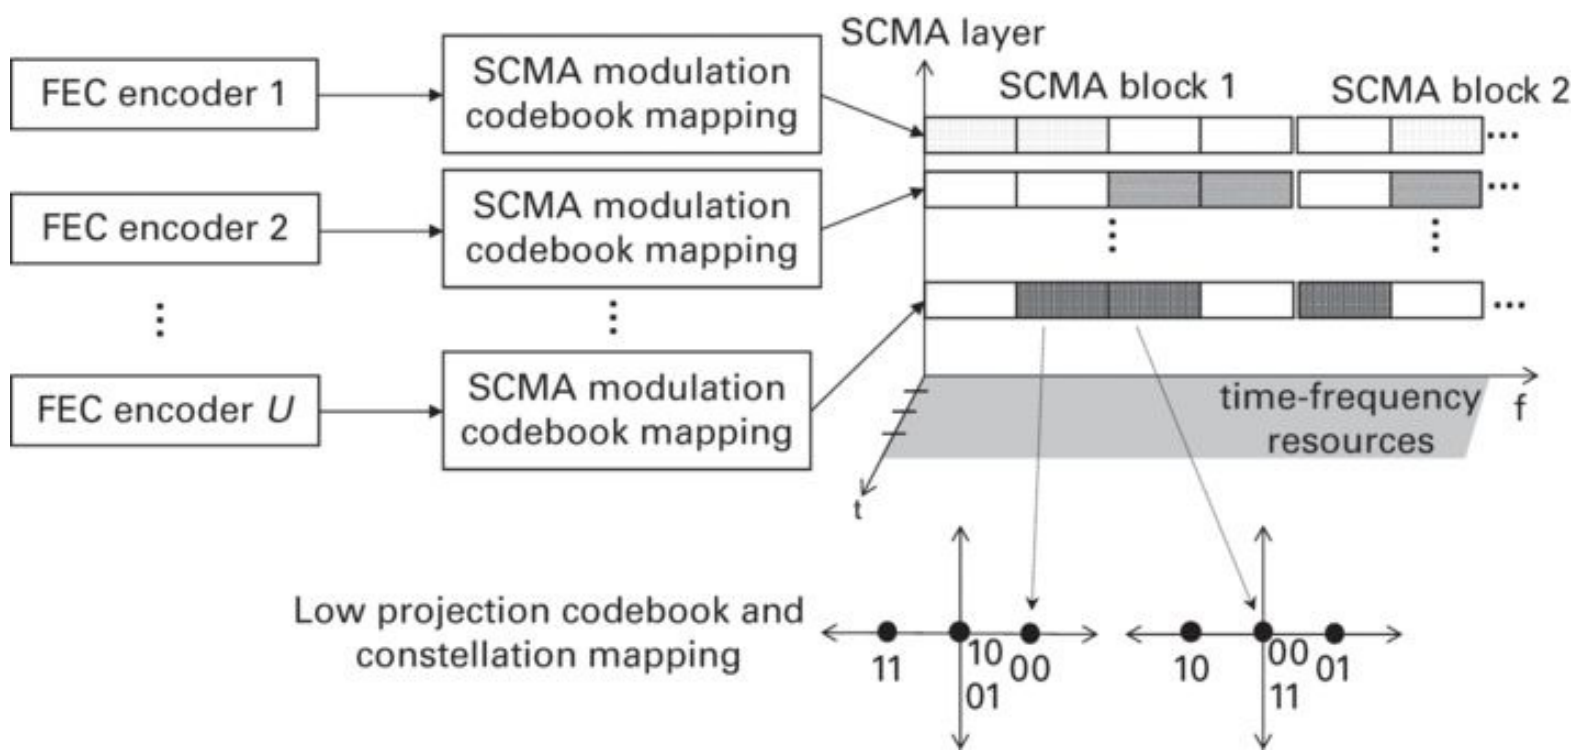 SCMA layer
FEC encoder 1
SCMA modulation
codebook mapping
SCMA block 1
SCMA block 2
...
FEC encoder 2
SCMA modulation
codebook mapping
...
...
...
...
...
FEC encoder U
SCMA modulation
codebook mapping
...
time-frequency
resources
f
t
Low projection codebook and
constellation mapping
11
10
01
00
10
00
11
01